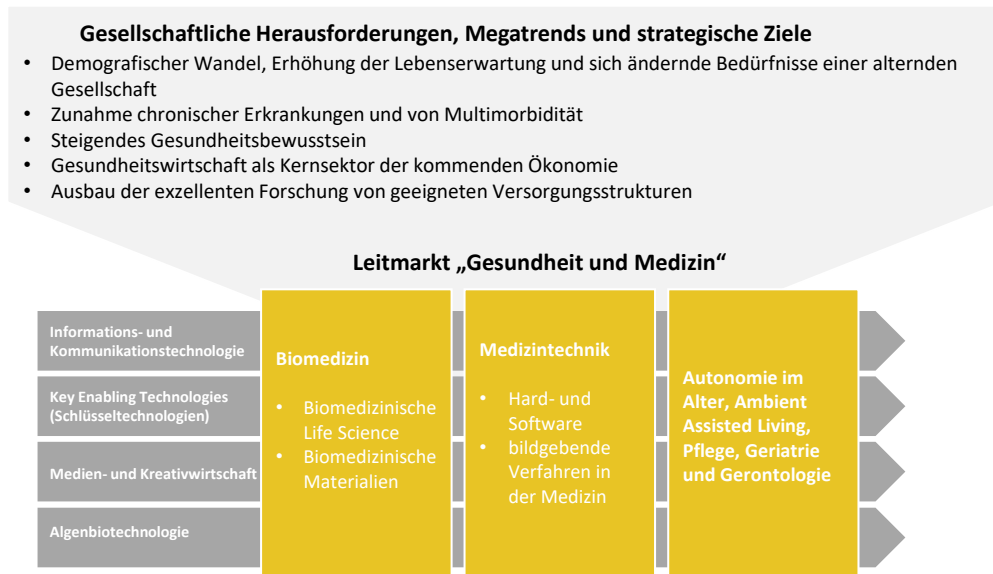 Gesellschaftliche Herausforderungen, Megatrends und strategische Ziele
• Demografischer Wandel, Erhöhung der Lebenserwartung und sich ändernde Bedürfnisse einer alternden
Gesellschaft
• Zunahme chronischer Erkrankungen und von Multimorbidität
• Steigendes Gesundheitsbewusstsein
• Gesundheitswirtschaft als Kernsektor der kommenden Ökonomie
• Ausbau der exzellenten Forschung von geeigneten Versorgungsstrukturen
Leitmarkt „Gesundheit und Medizin“
Informations- und
Kommunikationstechnologie
Key Enabling Technologies
(Schlüsseltechnologien)
Medien- und Kreativwirtschaft
Algenbiotechnologie
Biomedizin
• Biomedizinische
Life Science
• Biomedizinische
Materialien
Medizintechnik
• Hard- und
Software
• bildgebende
Verfahren in
der Medizin
Autonomie im
Alter, Ambient
Assisted Living,
Pflege, Geriatrie
und Gerontologie